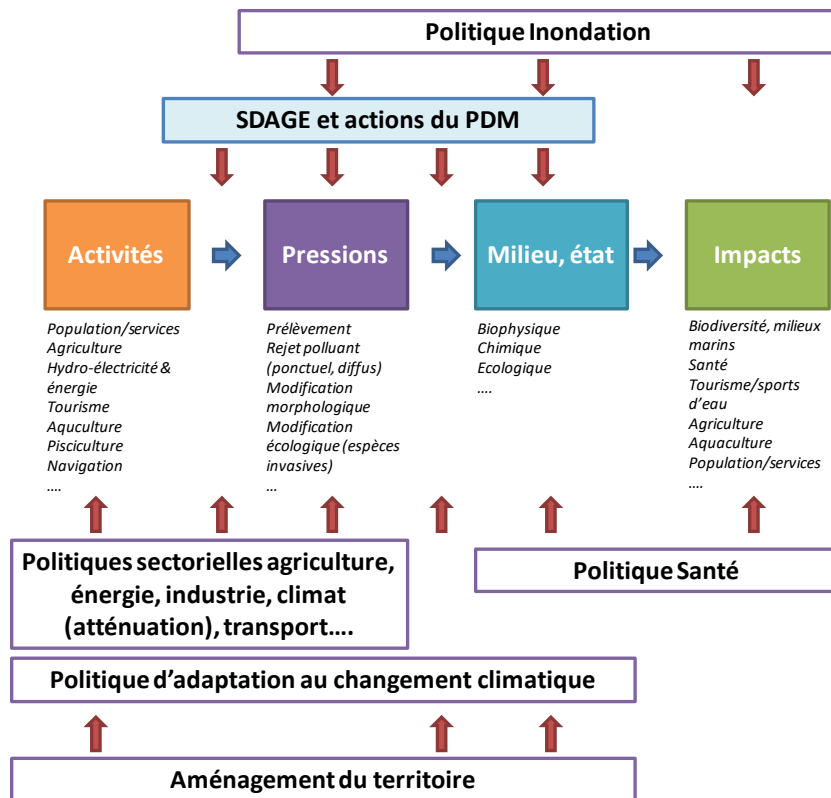 Politique Inondation
SDAGE et actions du PDM
Activités
Pressions
Milieu, état
Impacts
Population/services
Agriculture
Hydro-électricité &
énergie
Tourisme
Aquculture
Pisciculture
Navigation
....
Prélèvement
Rejet polluant
(ponctuel, diffus)
Modification
morphologique
Modification
écologique (espèces
invasives)
...
Biophysique
Chimique
Ecologique
....
Biodiversité, milieux
marins
Santé
Tourisme/sports
d'eau
Agriculture
Aquaculture
Population/services
....
Politiques sectorielles agriculture,
énergie, industrie, climat
(atténuation), transport....
Politique Santé
Politique d'adaptation au changement climatique
Aménagement du territoire